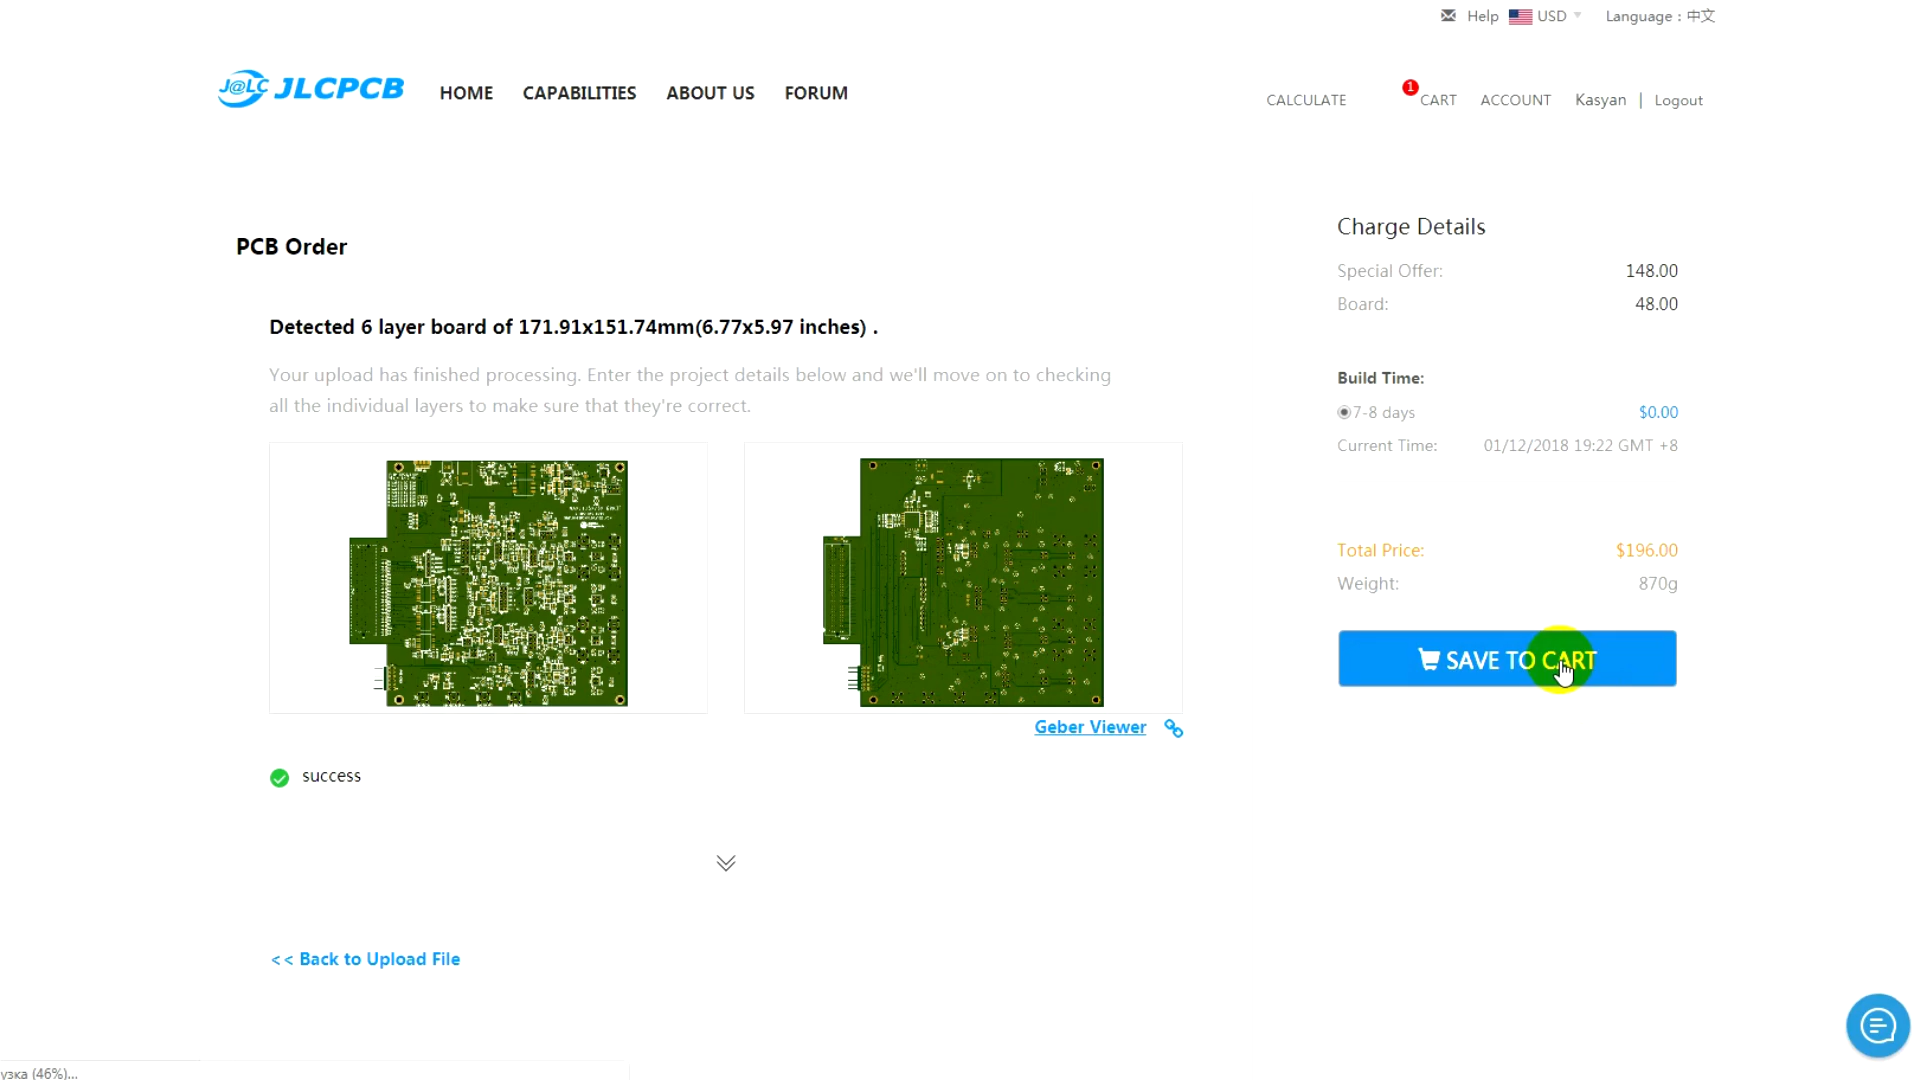 Help USD Language : 中文
J@LC JLCPCB HOME CAPABILITIES ABOUT US FORUM
CALCULATE 1 CART ACCOUNT Kasyan | Logout
PCB Order
Detected 6 layer board of 171.91x151.74mm(6.77x5.97 inches) .
Your upload has finished processing. Enter the project details below and we'll move on to checking
all the individual layers to make sure that they're correct.
Geber Viewer
success
<< Back to Upload File
Charge Details
Special Offer: 148.00
Board: 48.00
Build Time:
7-8 days $0.00
Current Time: 01/12/2018 19:22 GMT +8
Total Price: $196.00
Weight: 870g
SAVE TO CART
узка (46%)...